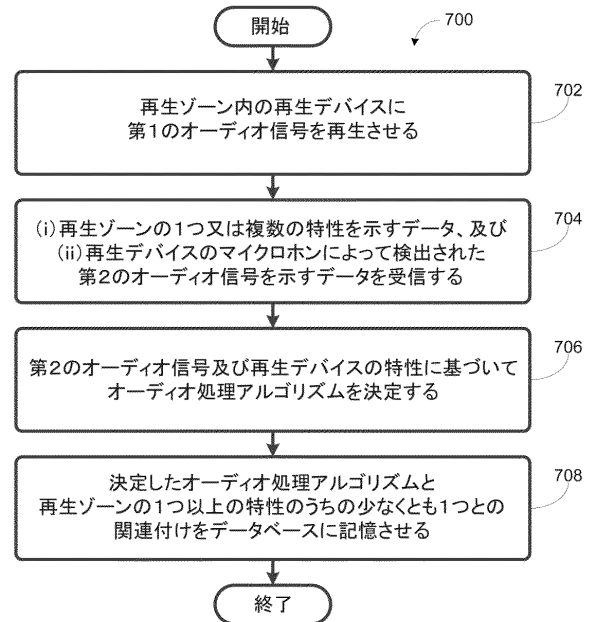 開始
700
再生ゾーン内の再生デバイスに
第1のオーディオ信号を再生させる
702
(i)再生ゾーンの1つ又は複数の特性を示すデータ、及び
(ii)再生デバイスのマイクロホンによって検出された
第2のオーディオ信号を示すデータを受信する
704
第2のオーディオ信号及び再生デバイスの特性に基づいて
オーディオ処理アルゴリズムを決定する
706
決定したオーディオ処理アルゴリズムと
再生ゾーンの1つ以上の特性のうちの少なくとも1つとの
関連付けをデータベースに記憶させる
708
終了